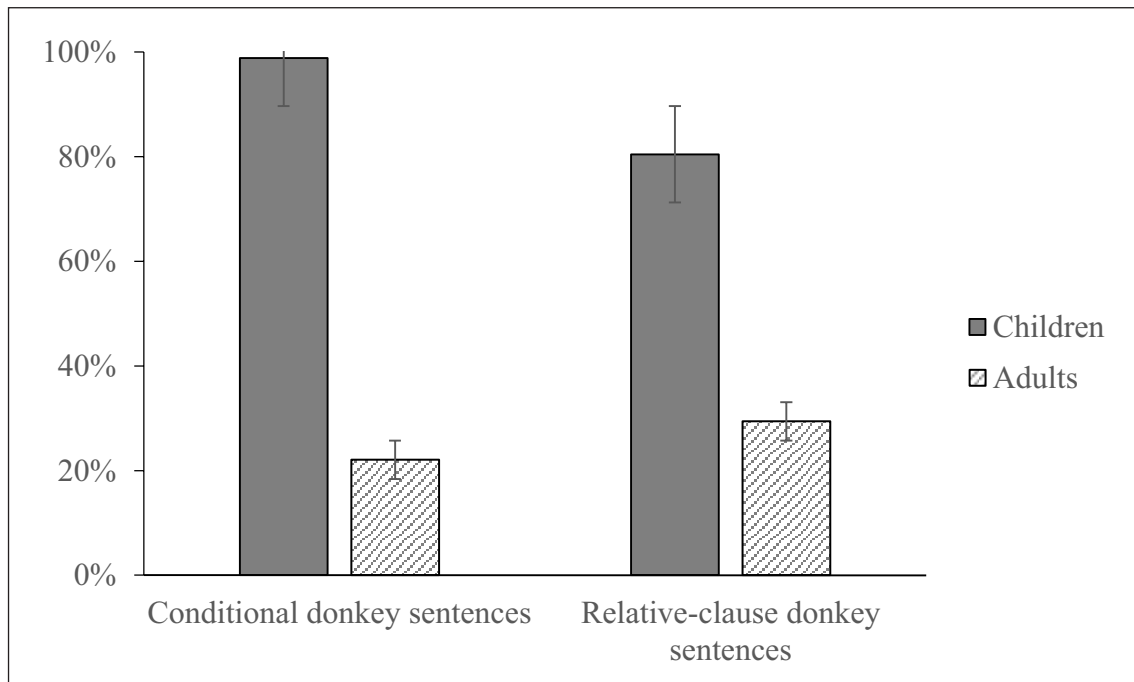 100%
80%
60%
40%
20%
0%
Conditional donkey sentences
Relative-clause donkey
sentences
Children
Adults